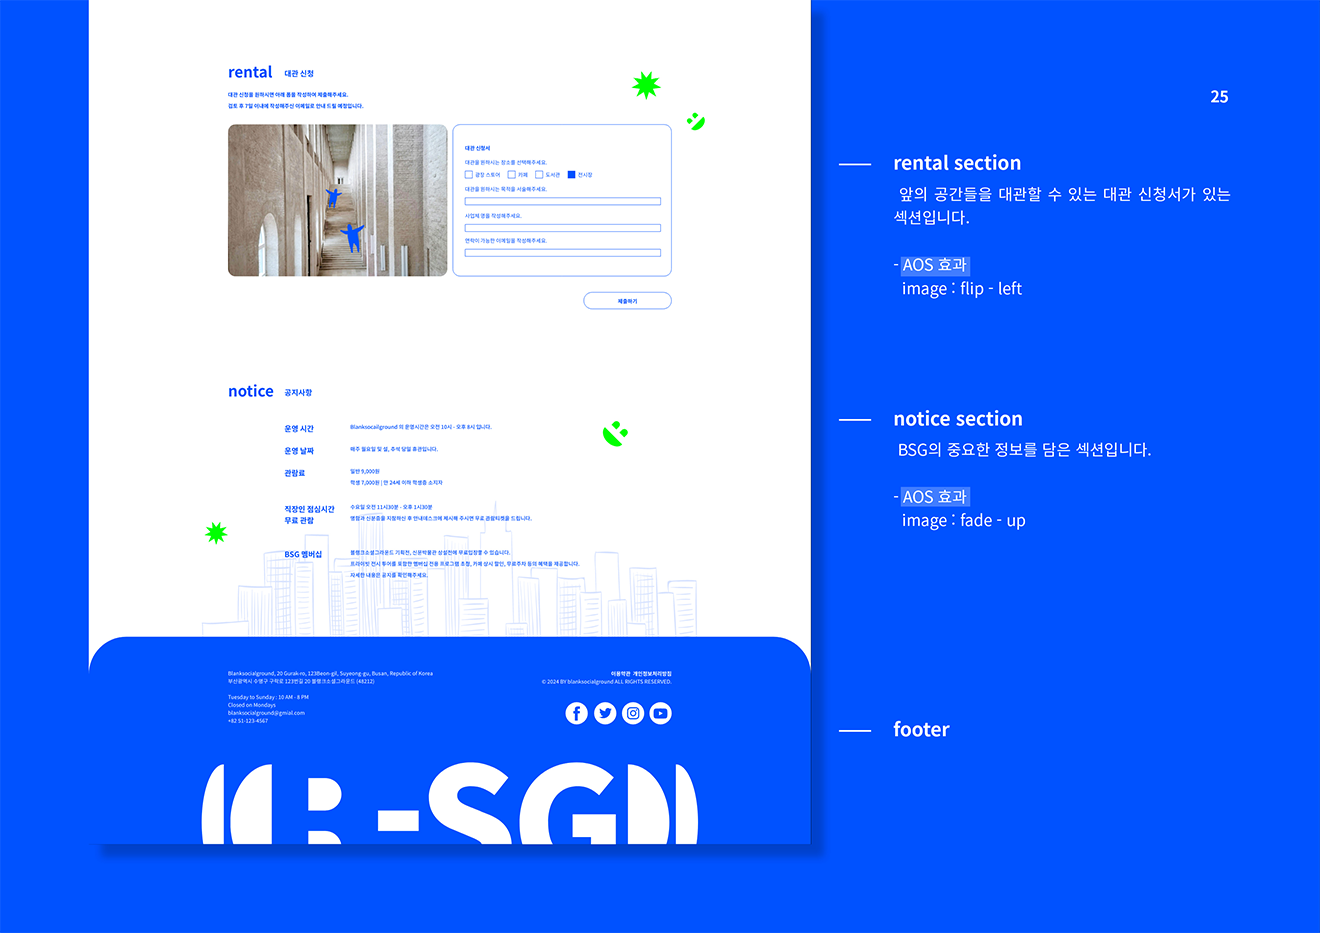 rental 대관 신청
대관 신청을 원하시면 아래 폼을 작성하여 제출해주세요.
검토 후 7일 이내에 작성해주신 이메일로 안내 드릴 예정입니다.
대관 신청서
대관을 원하시는 장소를 선택해주세요.
광장 스토어 카페 도서관 전시장
대관을 원하시는 목적을 서술해주세요.
사업체 명을 작성해주세요.
연락이 가능한 이메일을 작성해주세요.
제출하기
notice 공지사항
운영 시간 Blanksocailground 의 운영시간은 오전 10시 - 오후 8시 입니다.
운영 날짜 매주 월요일 및 설, 추석 당일 휴관입니다.
관람료 일반 9,000원
학생 7,000원 | 만 24세 이하 학생증 소지자
직장인 점심시간 수요일 오전 11시30분 - 오후 1시30분
무료 관람 명함과 신분증을 지참하신 후 안내데스크에 제시해 주시면 무료 관람티켓을 드립니다.
BSG 멤버십 블랭크소셜그라운드 기획전, 신문박물관 상설전에 무료입장할 수 있습니다.
프라이빗 전시 투어를 포함한 멤버십 전용 프로그램 초청, 카페 상시 할인, 무료주차 등의 혜택을 제공합니다.
자세한 내용은 공지를 확인해주세요.
Blanksocialground, 20 Gurak-ro, 123Beon-gil, Suyeong-gu, Busan, Republic of Korea
부산광역시 수영구 구락로 123번길 20 블랭크소셜그라운드 (48212)
Tuesday to Sunday : 10 AM - 8 PM
Closed on Mondays
blanksocialground@gmial.com
+82 51-123-4567
이용약관 개인정보처리방침
© 2024 BY blanksocialground ALL RIGHTS RESERVED.
B-SG
25
rental section
앞의 공간들을 대관할 수 있는 대관 신청서가 있는
섹션입니다.
- AOS 효과
image : flip - left
notice section
BSG의 중요한 정보를 담은 섹션입니다.
- AOS 효과
image : fade - up
footer